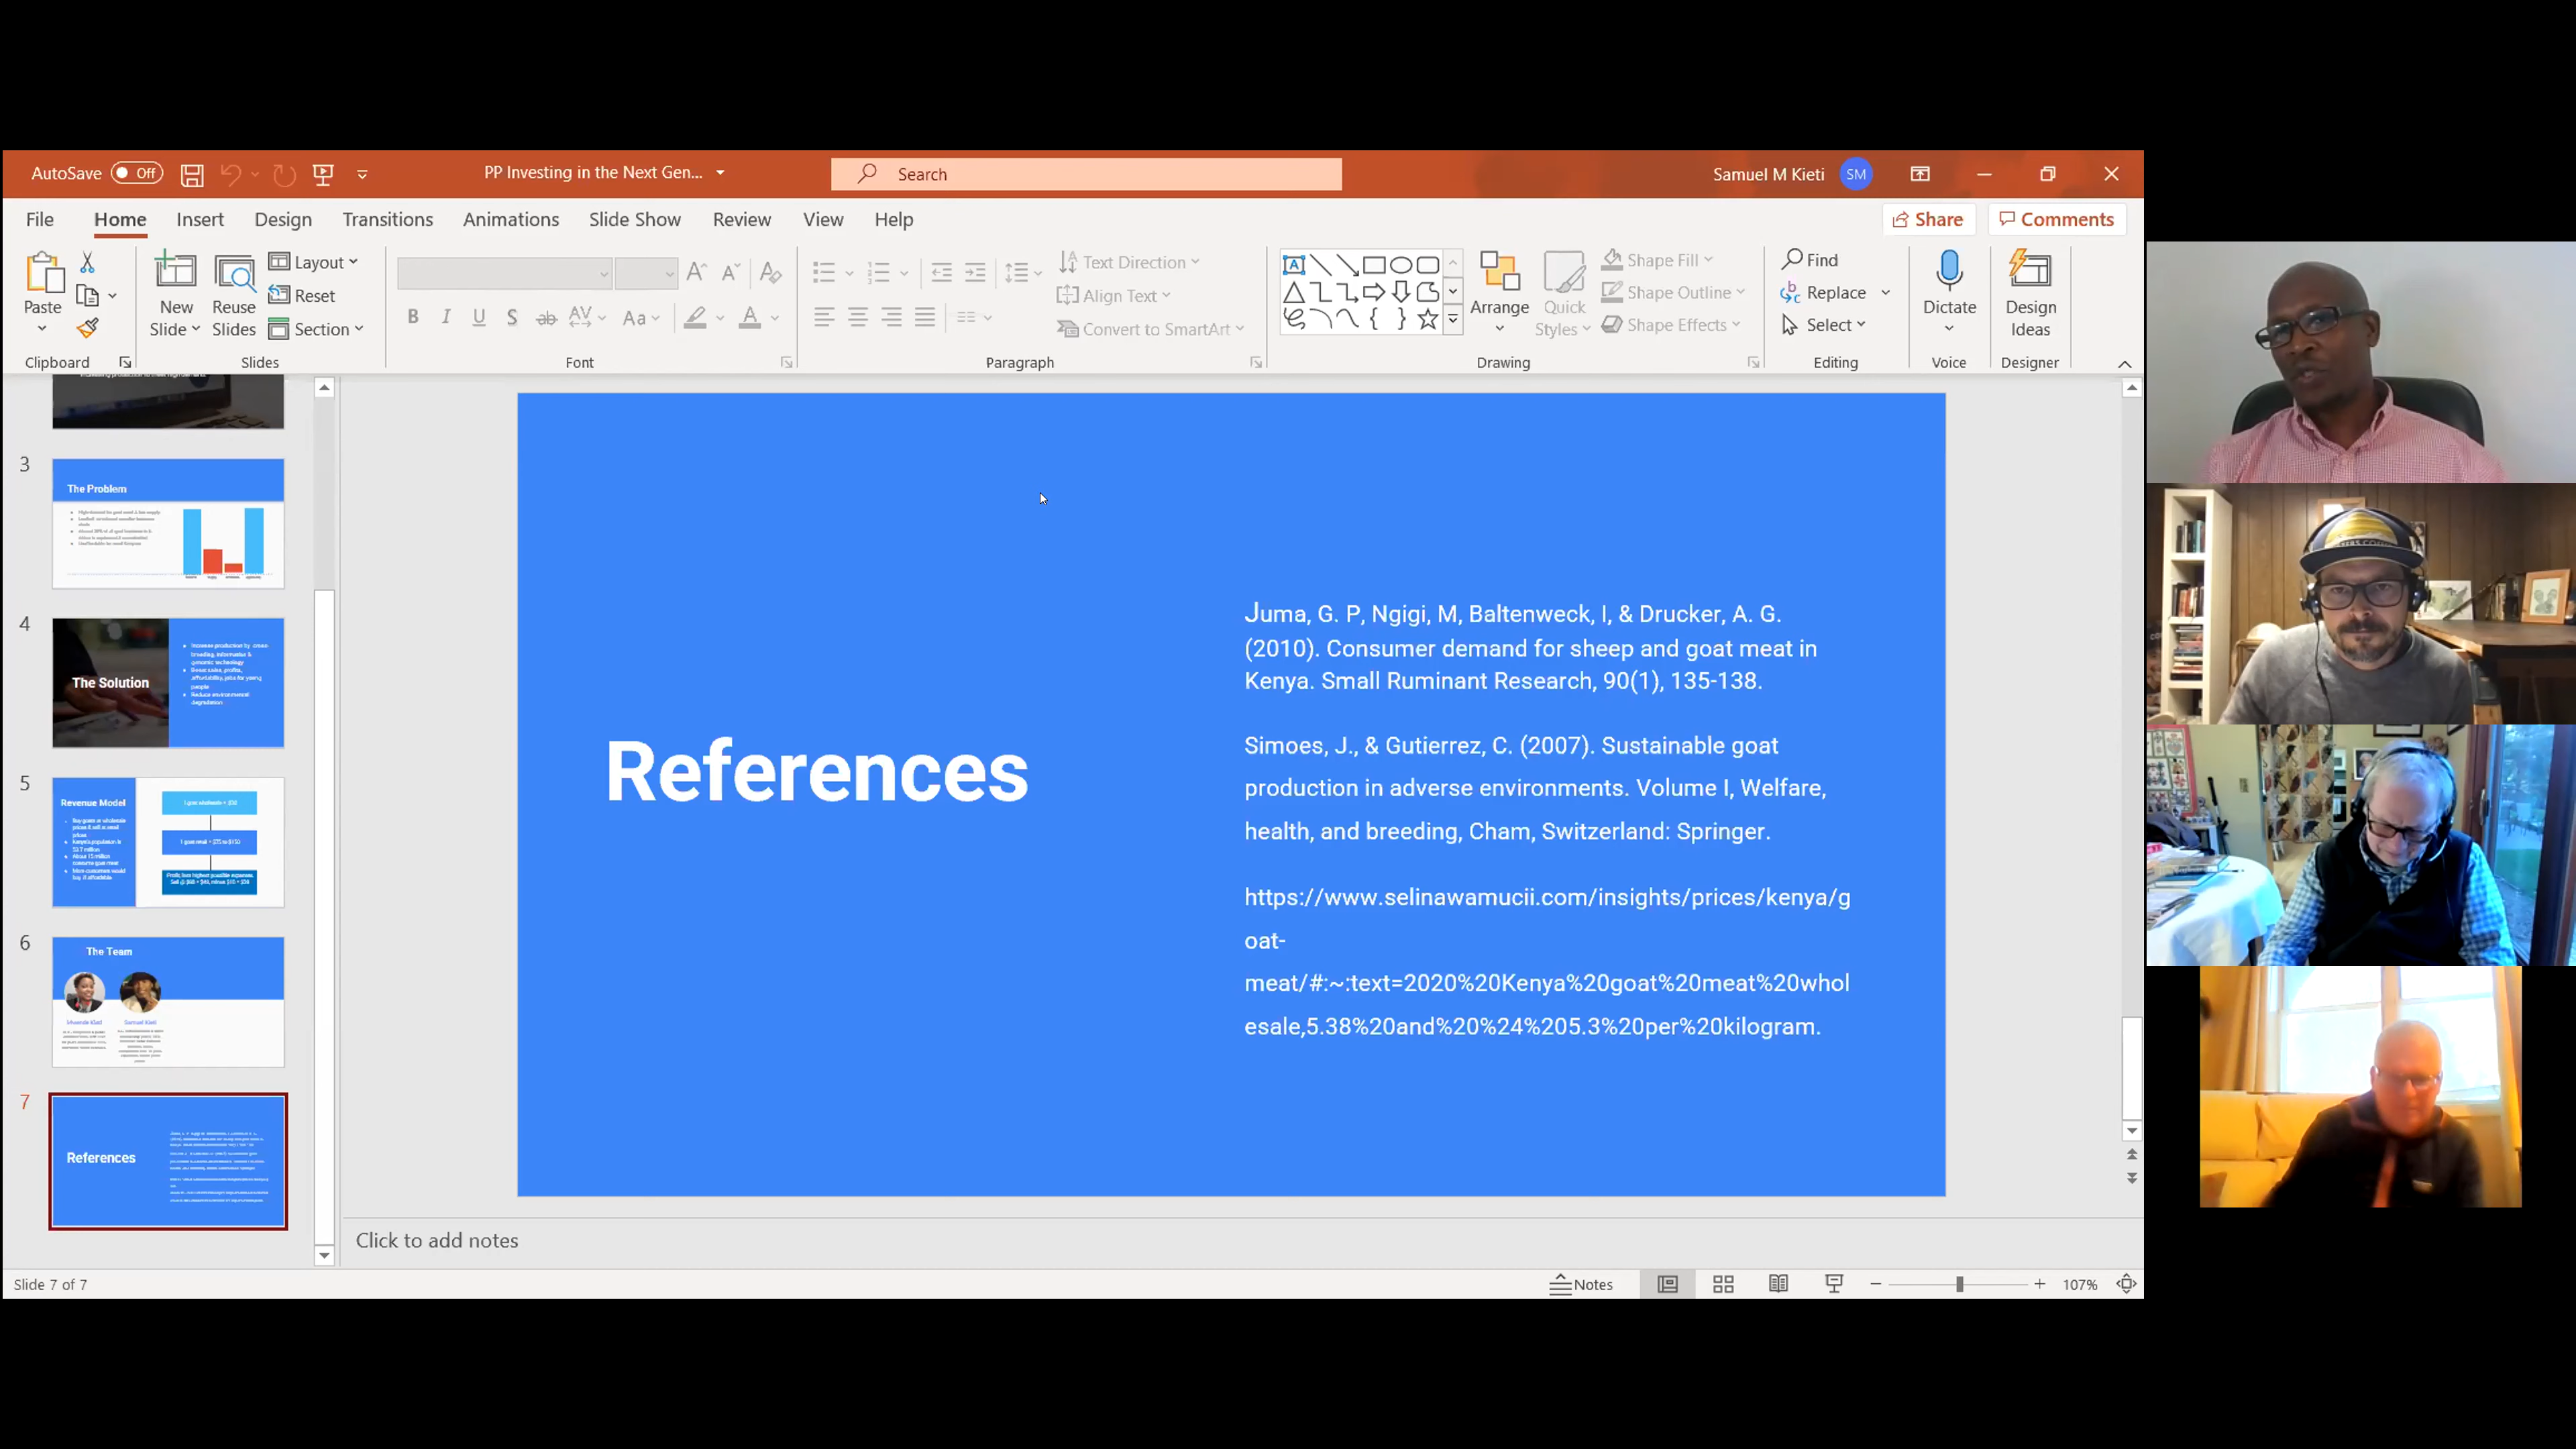 AutoSave Off
PP Investing in the Next Gen...
Search
Samuel M Kieti SM
File Home Insert Design Transitions Animations Slide Show Review View Help
Share Comments
Paste
Clipboard
New Slide
Reuse Slides
Layout
Reset
Section
Slides
B I U S ab AV Aa A
Font
Text Direction
Align Text
Convert to SmartArt
Paragraph
Arrange
Quick Styles
Shape Fill
Shape Outline
Shape Effects
Drawing
Find
Replace
Select
Editing
Dictate
Voice
Design Ideas
Designer
3
The Problem
4
The Solution
5
Revenue Model
6
The Team
Samuel Kieti
7
References
References
Juma, G. P, Ngigi, M, Baltenweck, I, & Drucker, A. G.
(2010). Consumer demand for sheep and goat meat in
Kenya. Small Ruminant Research, 90(1), 135-138.
Simoes, J., & Gutierrez, C. (2007). Sustainable goat
production in adverse environments. Volume I, Welfare,
health, and breeding, Cham, Switzerland: Springer.
https://www.selinawamucii.com/insights/prices/kenya/g
oat-
meat/#:~:text=2020%20Kenya%20goat%20meat%20whol
esale,5.38%20and%20%24%205.3%20per%20kilogram.
Click to add notes
Slide 7 of 7
Notes
107%